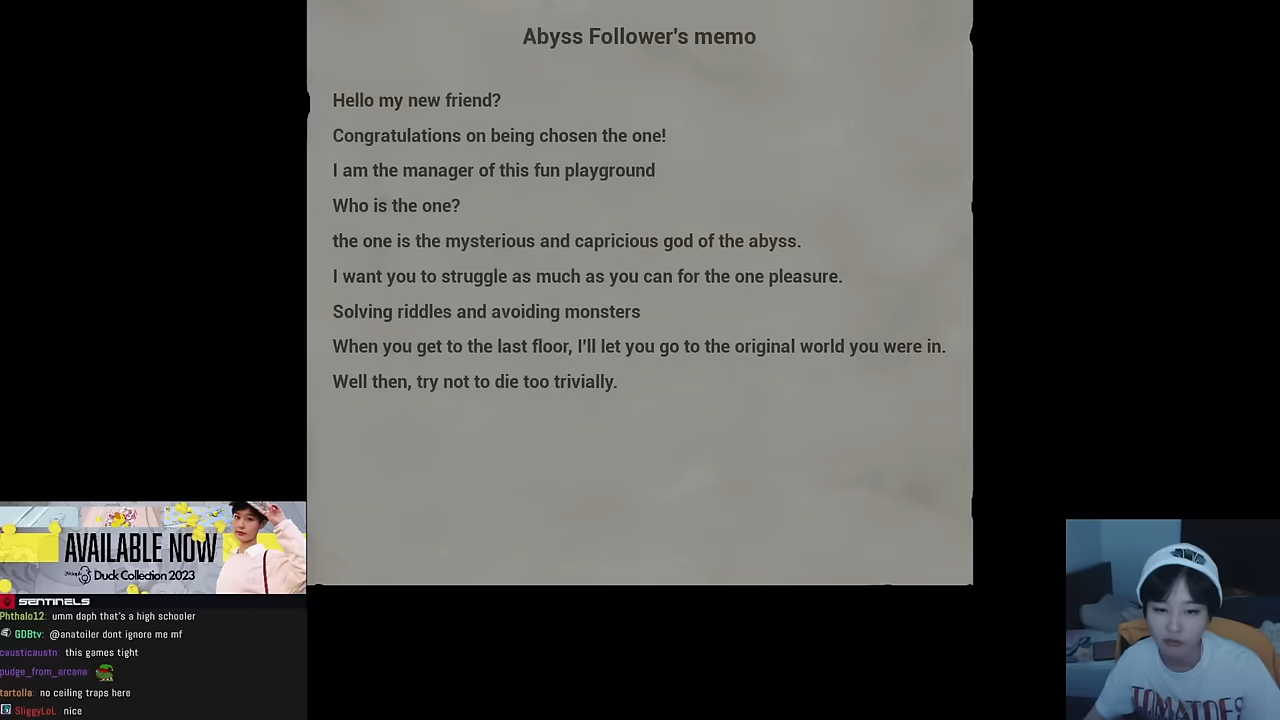 Abyss Follower's memo
Hello my new friend?
Congratulations on being chosen the one!
I am the manager of this fun playground
Who is the one?
the one is the mysterious and capricious god of the abyss.
I want you to struggle as much as you can for the one pleasure.
Solving riddles and avoiding monsters
When you get to the last floor, I'll let you go to the original world you were in.
Well then, try not to die too trivially.
AVAILABLE NOW
Duck Collection 2023
SENTINELS
Phthalo12: umm daph that's a high schooler
GDBtv: @anatoiler dont ignore me mf
causticaustn: this games tight
pudge_from_arcane
tartolla: no ceiling traps here
SliggyLoL nice
TOMATOES